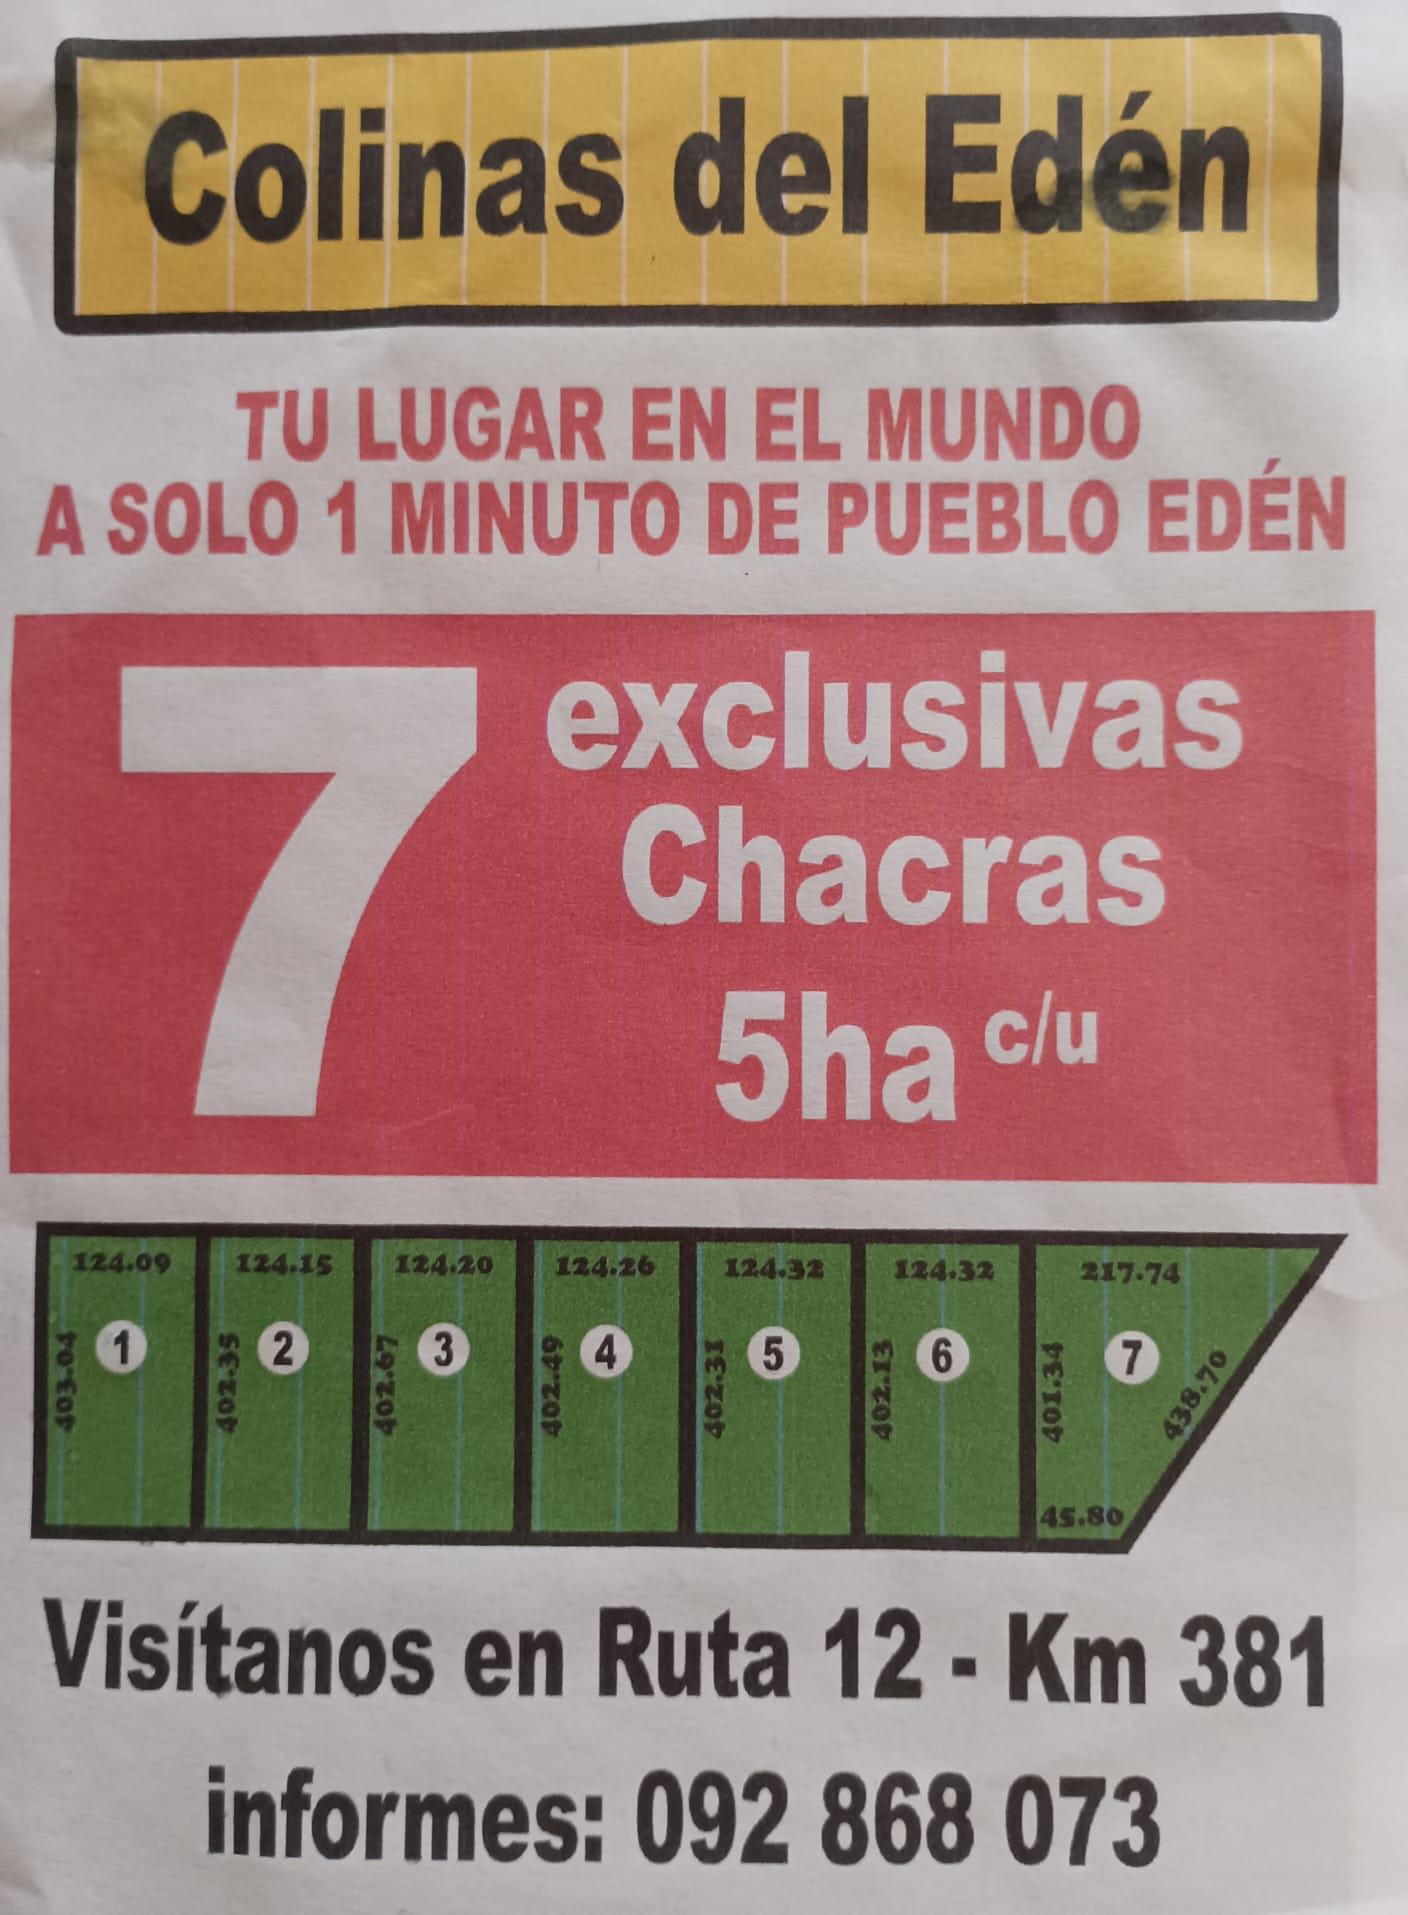 Colinas del Edén
TU LUGAR EN EL MUNDO
A SOLO 1 MINUTO DE PUEBLO EDÉN
7
exclusivas
Chacras
5ha c/u
124.09 124.15 124.20 124.26 124.32 124.32 217.74
1 2 3 4 5 6 7
403.04 402.35 402.67 402.49 402.31 402.13 401.34 438.70
45.80
Visítanos en Ruta 12 - Km 381
informes: 092 868 073